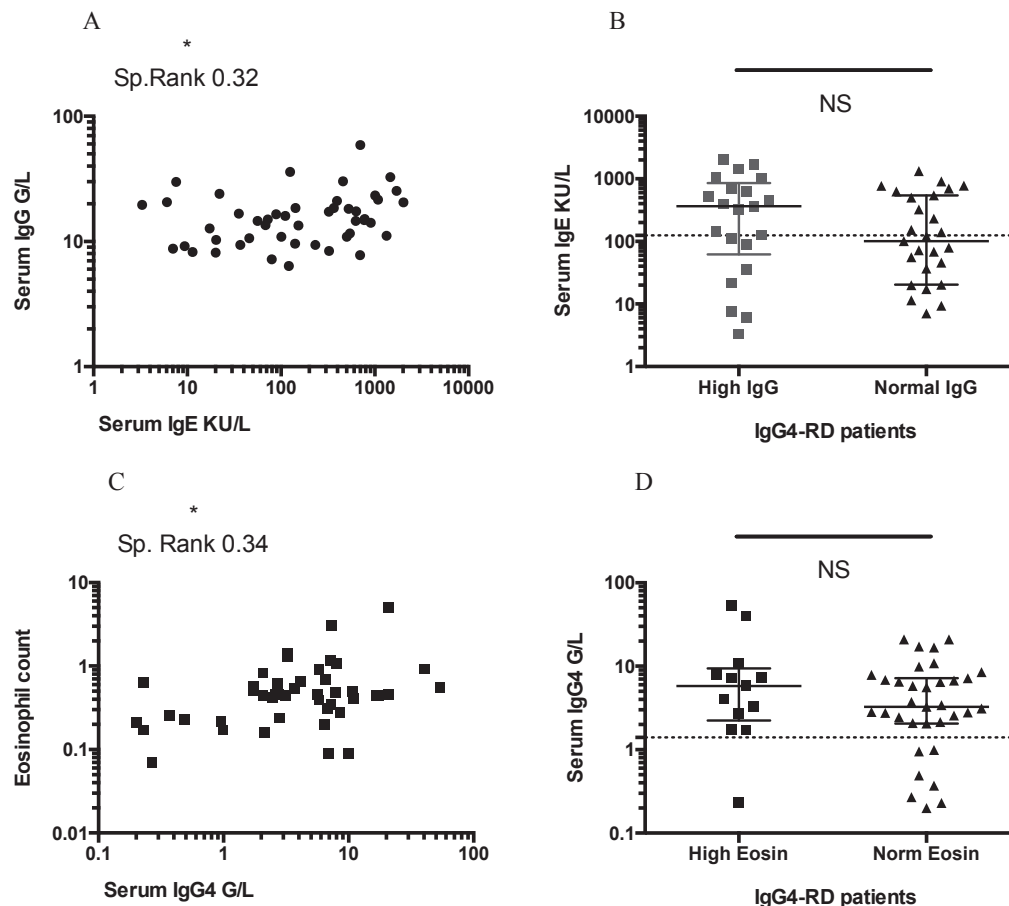 A
*
Sp.Rank 0.32
100
10
1
1
10
100
1000
10000
Serum IgG G/L
Serum IgE KU/L
B
NS
10000
1000
100
10
1
Serum IgE KU/L
High IgG
Normal IgG
IgG4-RD patients
C
*
Sp. Rank 0.34
10
1
0.1
0.01
0.1
1
10
100
Eosinophil count
Serum IgG4 G/L
D
NS
100
10
1
0.1
Serum IgG4 G/L
High Eosin
Norm Eosin
IgG4-RD patients